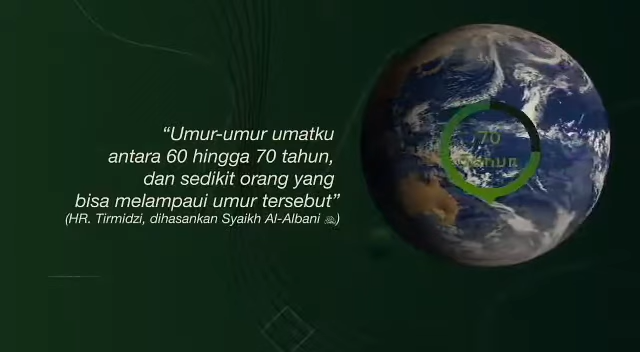 “Umur-umur umatku
antara 60 hingga 70 tahun,
dan sedikit orang yang
bisa melampaui umur tersebut”
(HR. Tirmidzi, dihasankan Syaikh Al-Albani)
70
TAHUN